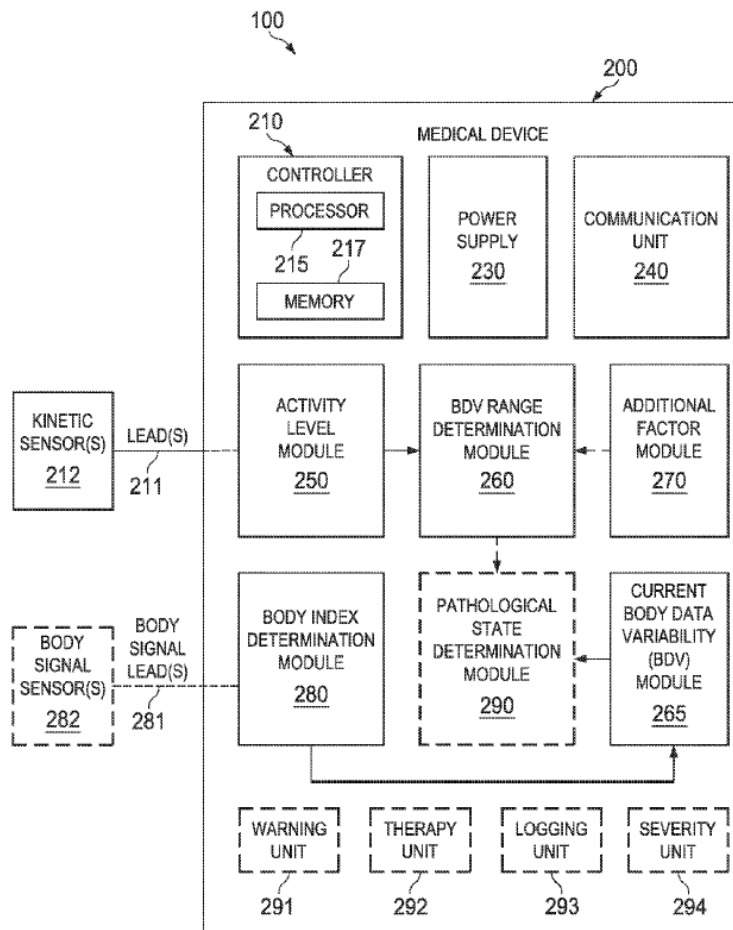 100
200
210
MEDICAL DEVICE
CONTROLLER
PROCESSOR
215
217
MEMORY
POWER
SUPPLY
230
COMMUNICATION
UNIT
240
KINETIC
SENSOR(S)
212
LEAD(S)
211
ACTIVITY
LEVEL
MODULE
250
BDV RANGE
DETERMINATION
MODULE
260
ADDITIONAL
FACTOR
MODULE
270
BODY
SIGNAL
SENSOR(S)
282
BODY
SIGNAL
LEAD(S)
281
BODY INDEX
DETERMINATION
MODULE
280
PATHOLOGICAL
STATE
DETERMINATION
MODULE
290
CURRENT
BODY DATA
VARIABILITY
(BDV)
MODULE
265
WARNING
UNIT
291
THERAPY
UNIT
292
LOGGING
UNIT
293
SEVERITY
UNIT
294